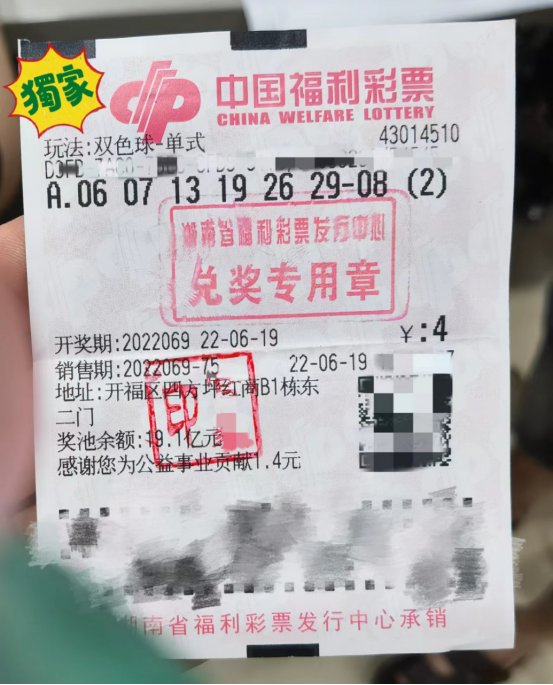 獨家
中国福利彩票
CHINA WELFARE LOTTERY
玩法:双色球-单式
43014510
A.06 07 13 19 26 29-08 (2)
湖南省福利彩票发行中心
兑奖专用章
开奖期:2022069 22-06-19
¥:4
销售期:2022069-75 22-06-19
地址:开福区四方坪红商B1栋东
二门
印
奖池余额:19.1亿元
感谢您为公益事业贡献1.4元
湖南省福利彩票发行中心承销